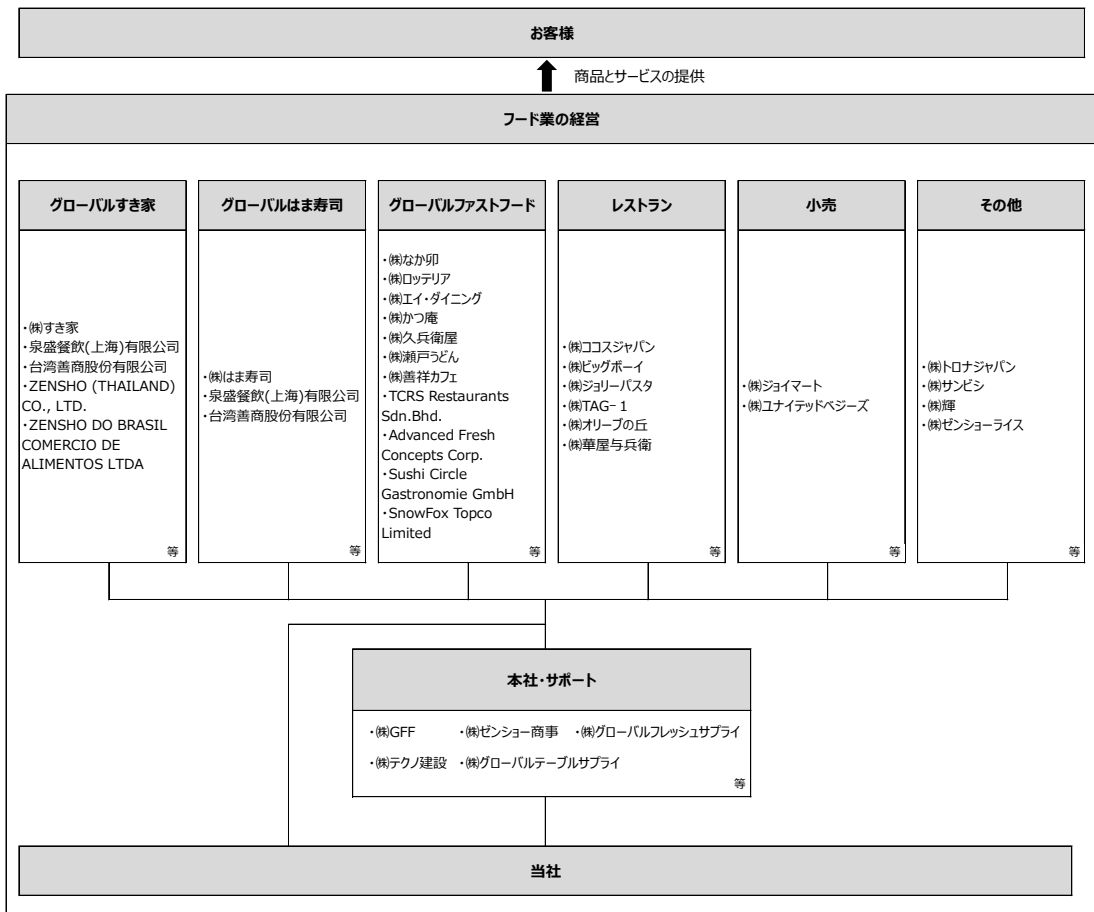 お客様
商品とサービスの提供
フード業の経営
グローバルすき家
・㈱すき家
・泉盛餐飲(上海)有限公司
・台湾善商股份有限公司
・ZENSHO (THAILAND)
CO., LTD.
・ZENSHO DO BRASIL
COMERCIO DE
ALIMENTOS LTDA
等
グローバルはま寿司
・㈱はま寿司
・泉盛餐飲(上海)有限公司
・台湾善商股份有限公司
等
グローバルファストフード
・㈱なか卯
・㈱ロッテリア
・㈱エイ・ダイニング
・㈱かつ庵
・㈱久兵衛屋
・㈱瀬戸うどん
・㈱善祥カフェ
・TCRS Restaurants
Sdn.Bhd.
・Advanced Fresh
Concepts Corp.
・Sushi Circle
Gastronomie GmbH
・SnowFox Topco
Limited
等
レストラン
・㈱ココスジャパン
・㈱ビッグボーイ
・㈱ジョリーパスタ
・㈱TAG-1
・㈱オリーブの丘
・㈱華屋与兵衛
等
小売
・㈱ジョイマート
・㈱ユナイテッドベジーズ
等
その他
・㈱トロナジャパン
・㈱サンビシ
・㈱輝
・㈱ゼンショーライス
等
本社・サポート
・㈱GFF ・㈱ゼンショー商事 ・㈱グローバルフレッシュサプライ
・㈱テクノ建設 ・㈱グローバルテーブルサプライ
等
当社